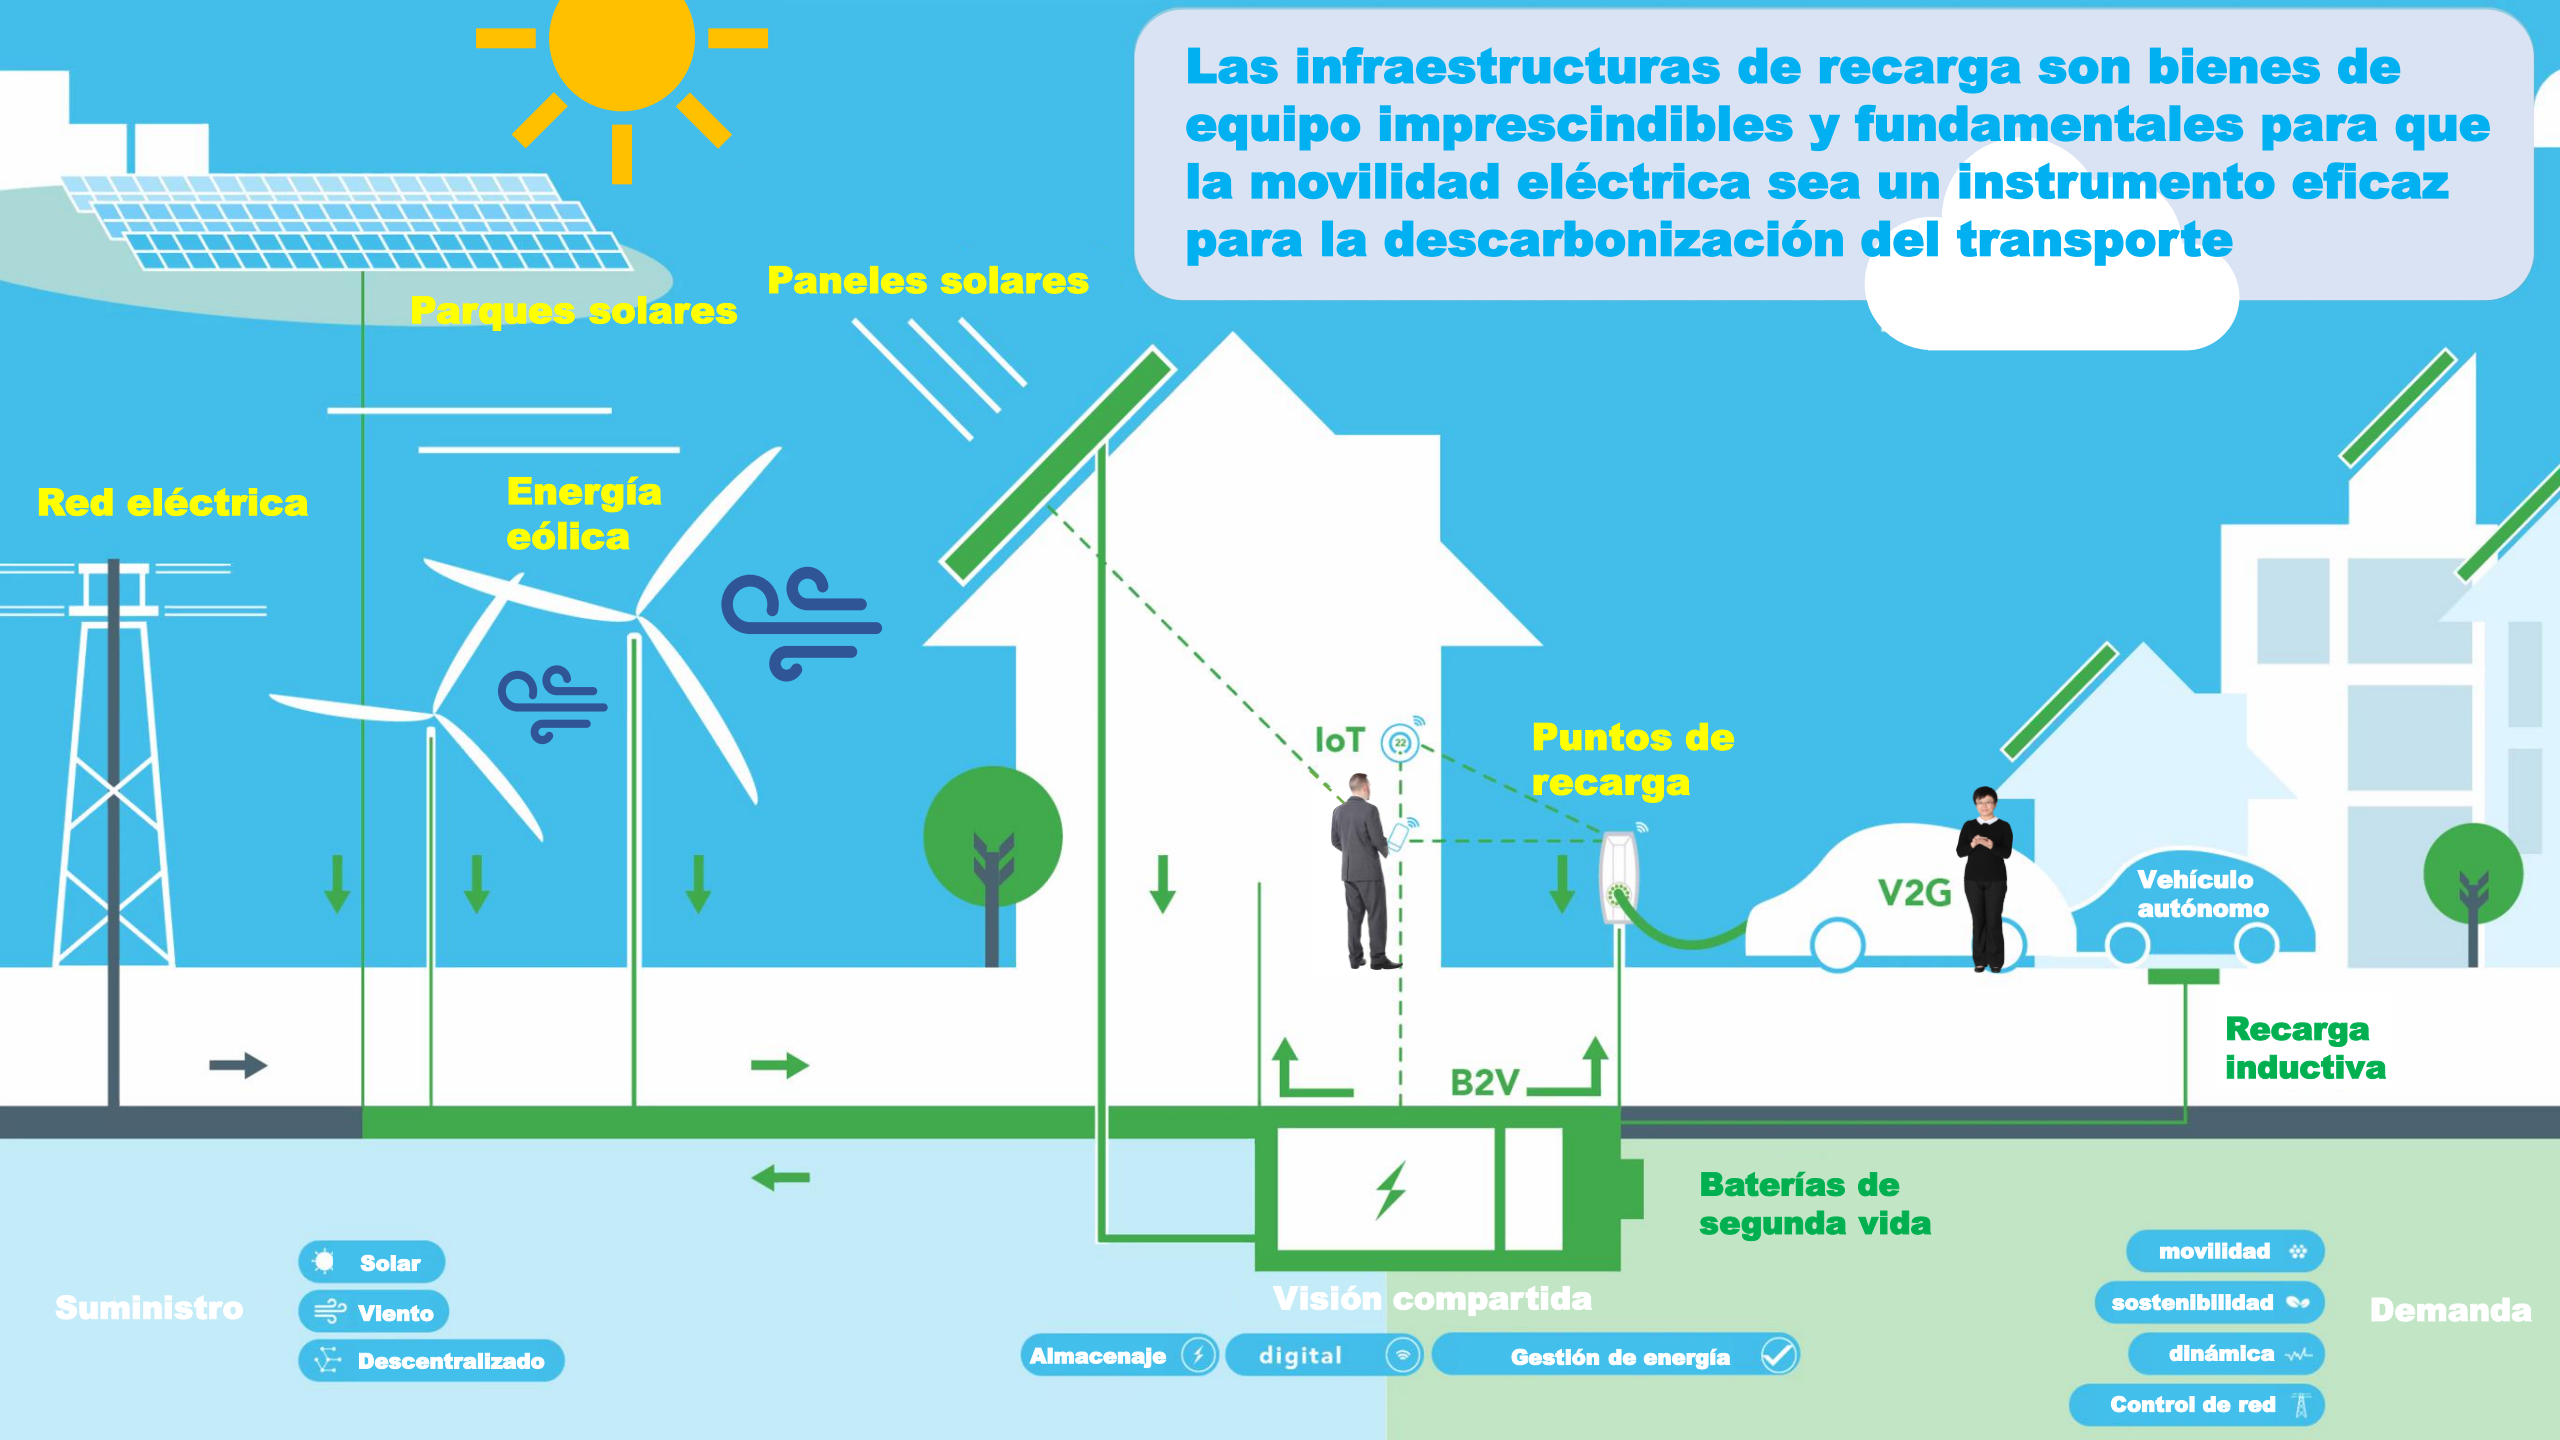 Las infraestructuras de recarga son bienes de
equipo imprescindibles y fundamentales para que
la movilidad eléctrica sea un instrumento eficaz
para la descarbonización del transporte
Paneles solares
Parques solares
Red eléctrica
Energía
eólica
IoT
22
Puntos de
recarga
V2G
Vehículo
autónomo
Recarga
inductiva
B2V
Baterías de
segunda vida
Suministro
Solar
Viento
Descentralizado
Visión compartida
Almacenaje
digital
Gestión de energía
movilidad
sostenibilidad
dinámica
Control de red
Demanda